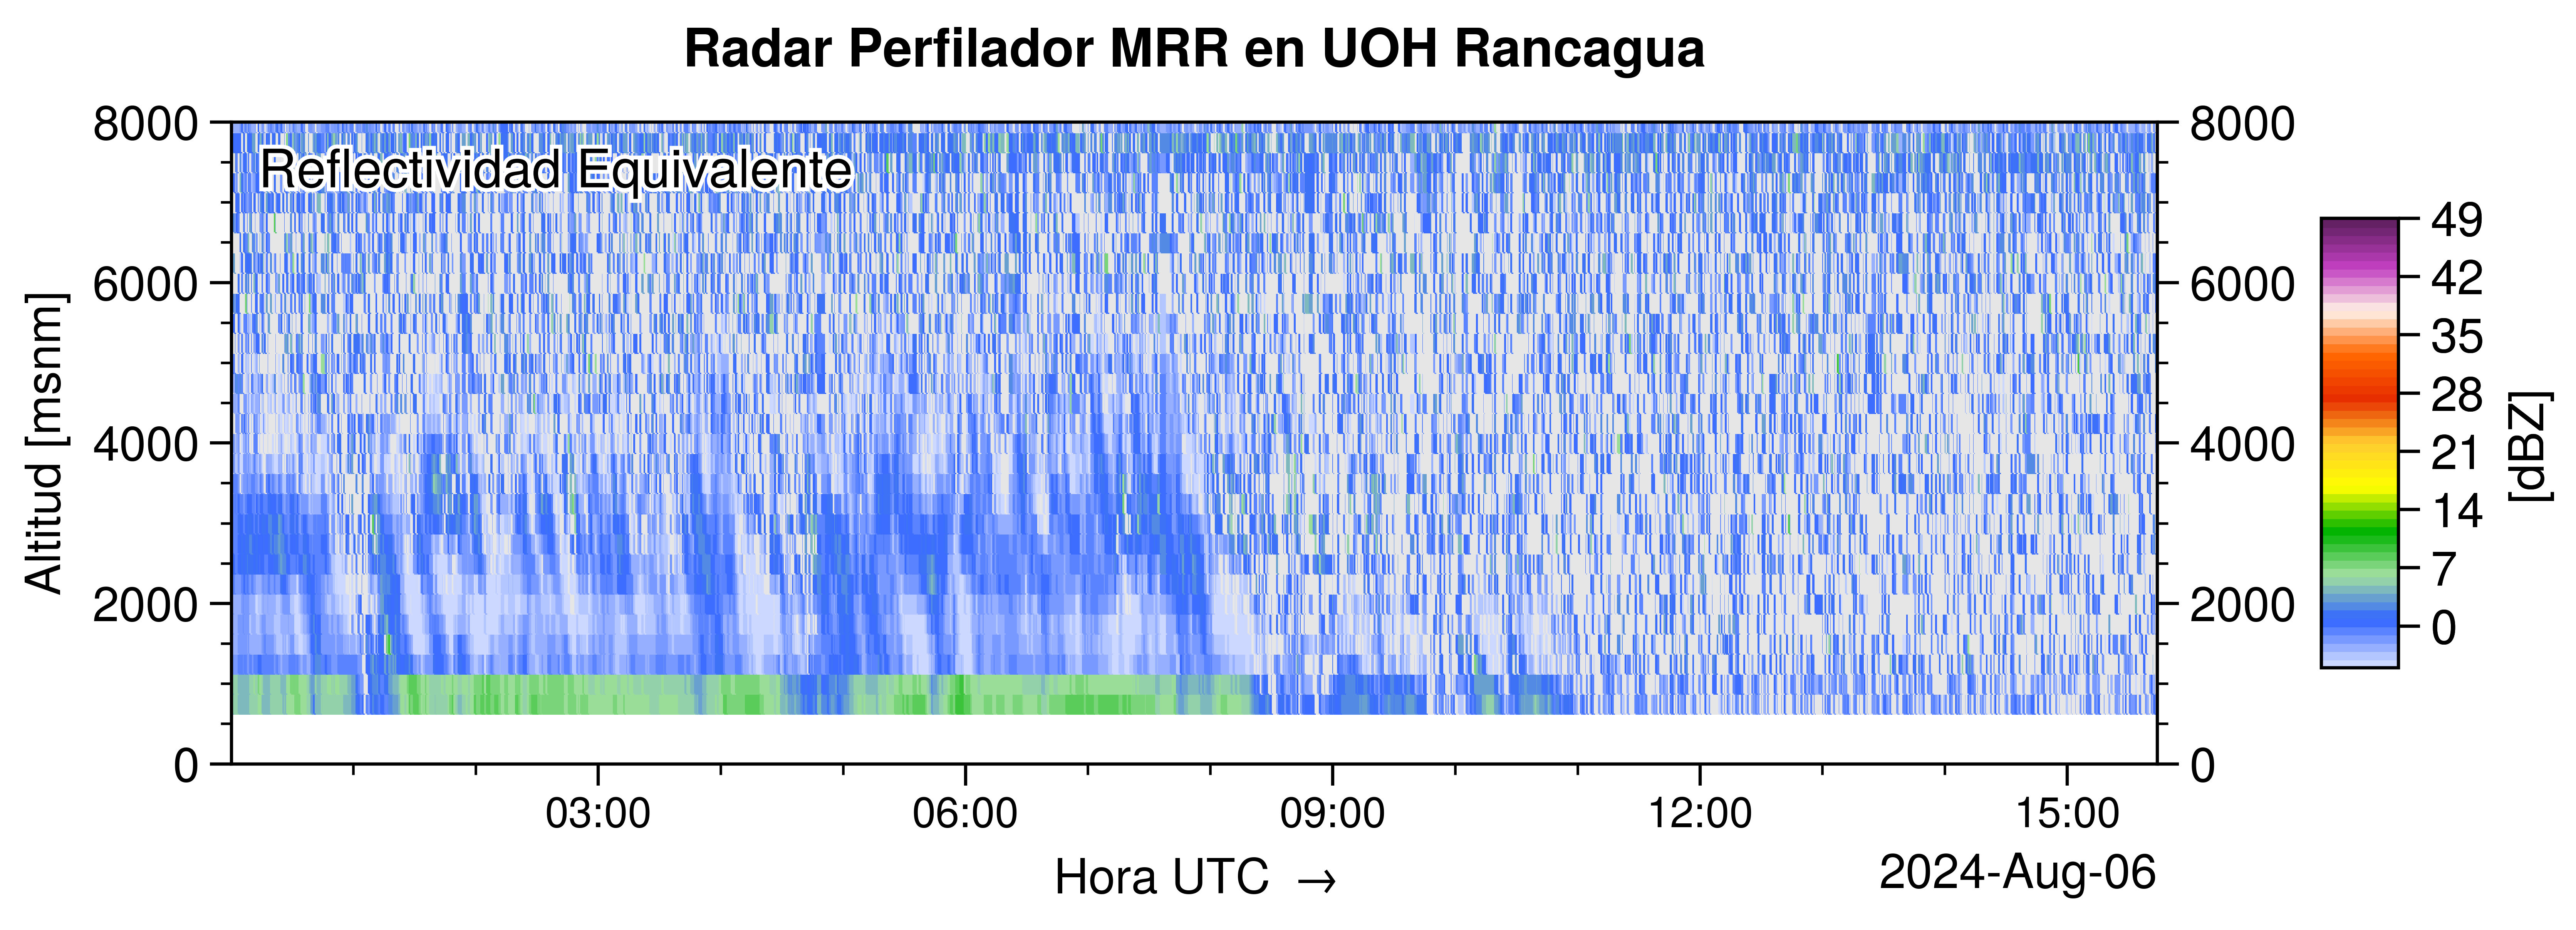 Radar Perfilador MRR en UOH Rancagua
Reflectividad Equivalente
8000
6000
4000
2000
0
Altitud [msnm]
8000
6000
4000
2000
0
49
42
35
28
21
14
7
0
[dBZ]
03:00 06:00 09:00 12:00 15:00
Hora UTC →
2024-Aug-06